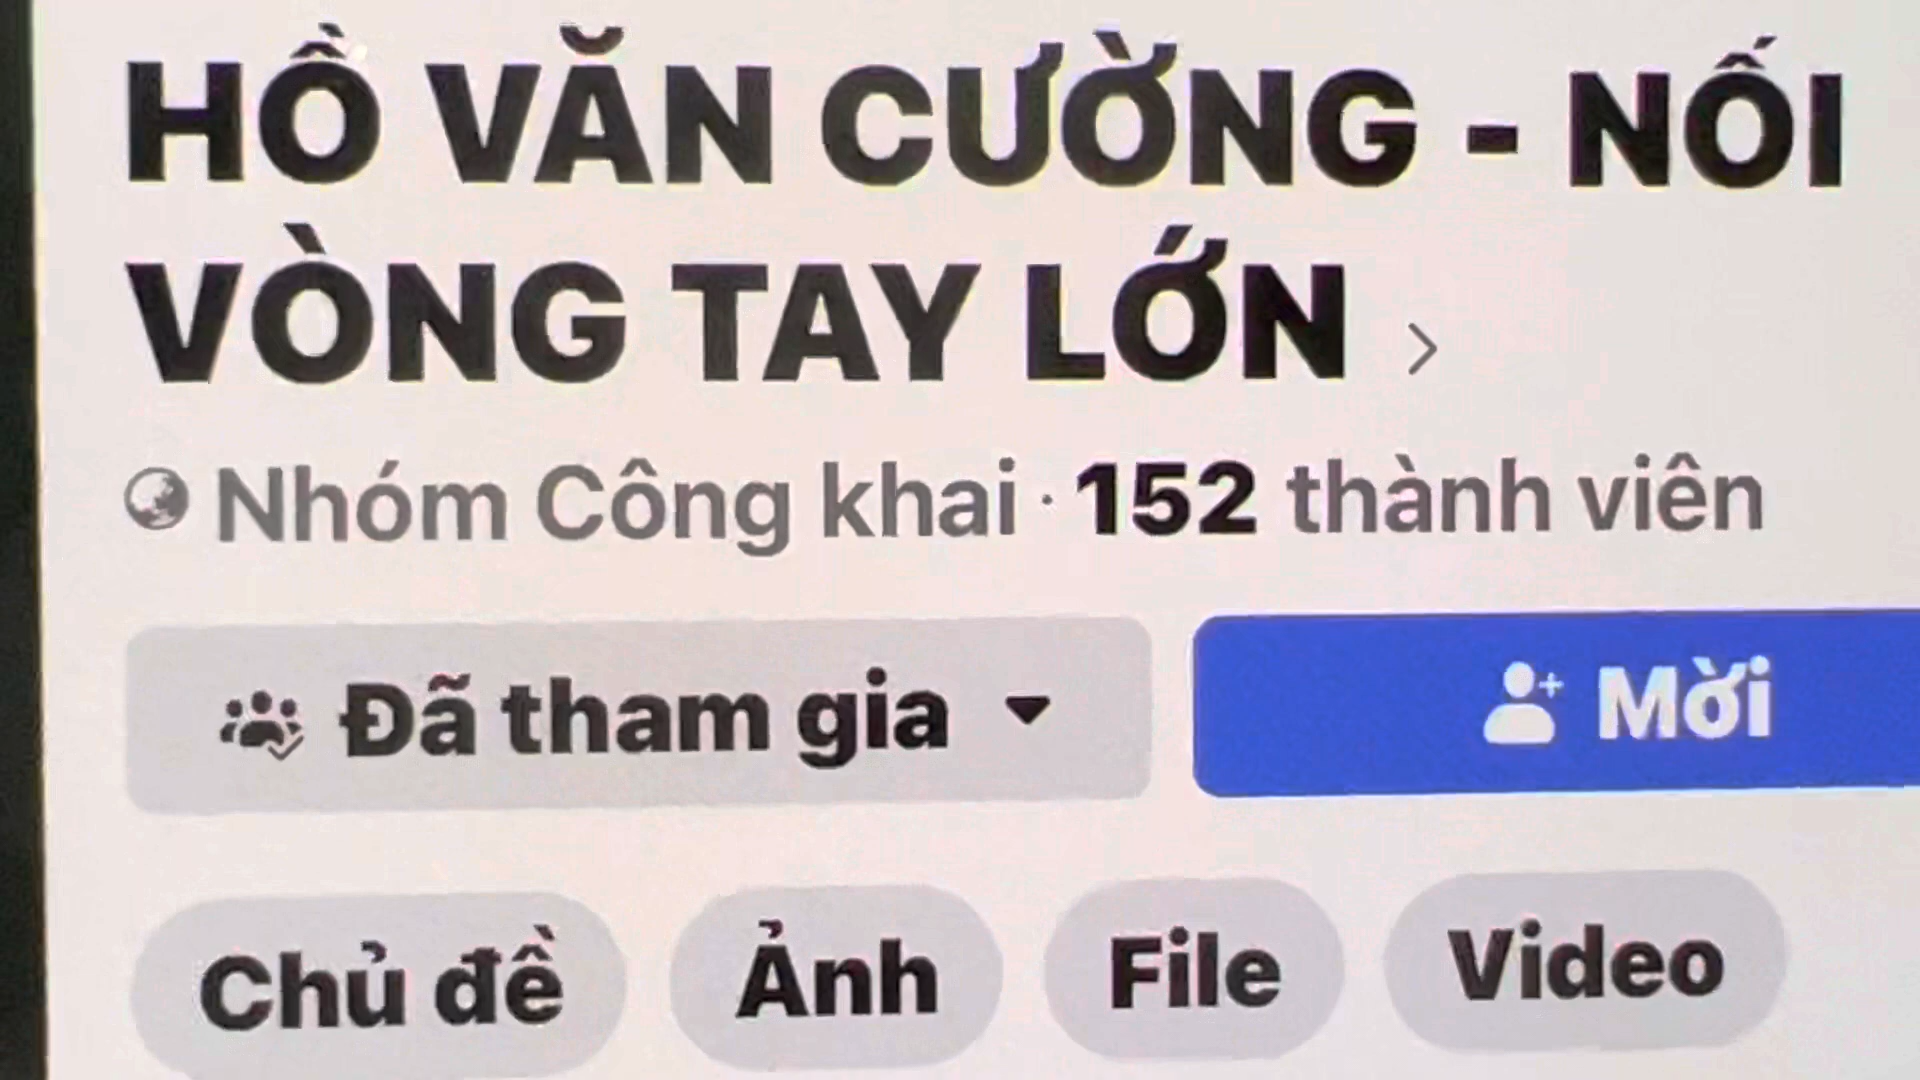 HỒ VĂN CƯỜNG - NỐI
VÒNG TAY LỚN
Nhóm Công khai · 152 thành viên
Đã tham gia
Mời
Chủ đề
Ảnh
File
Video